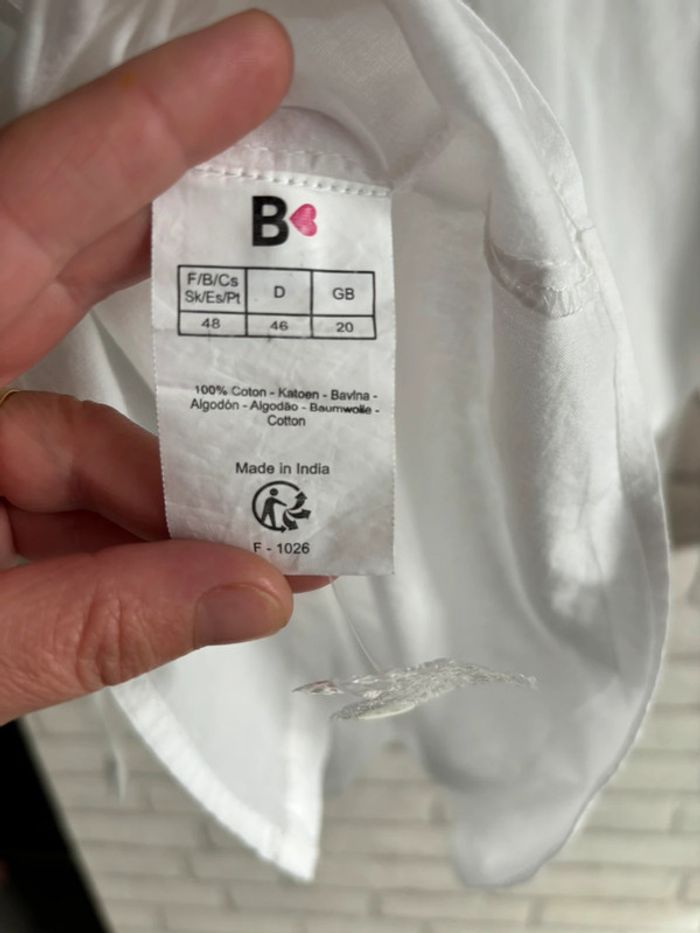 B
F/B/Cs Sk/Es/Pt D GB
48 46 20
100% Coton - Katoen - Bavlna -
Algodón - Algodão - Baumwolle -
Cotton
Made in India
F - 1026